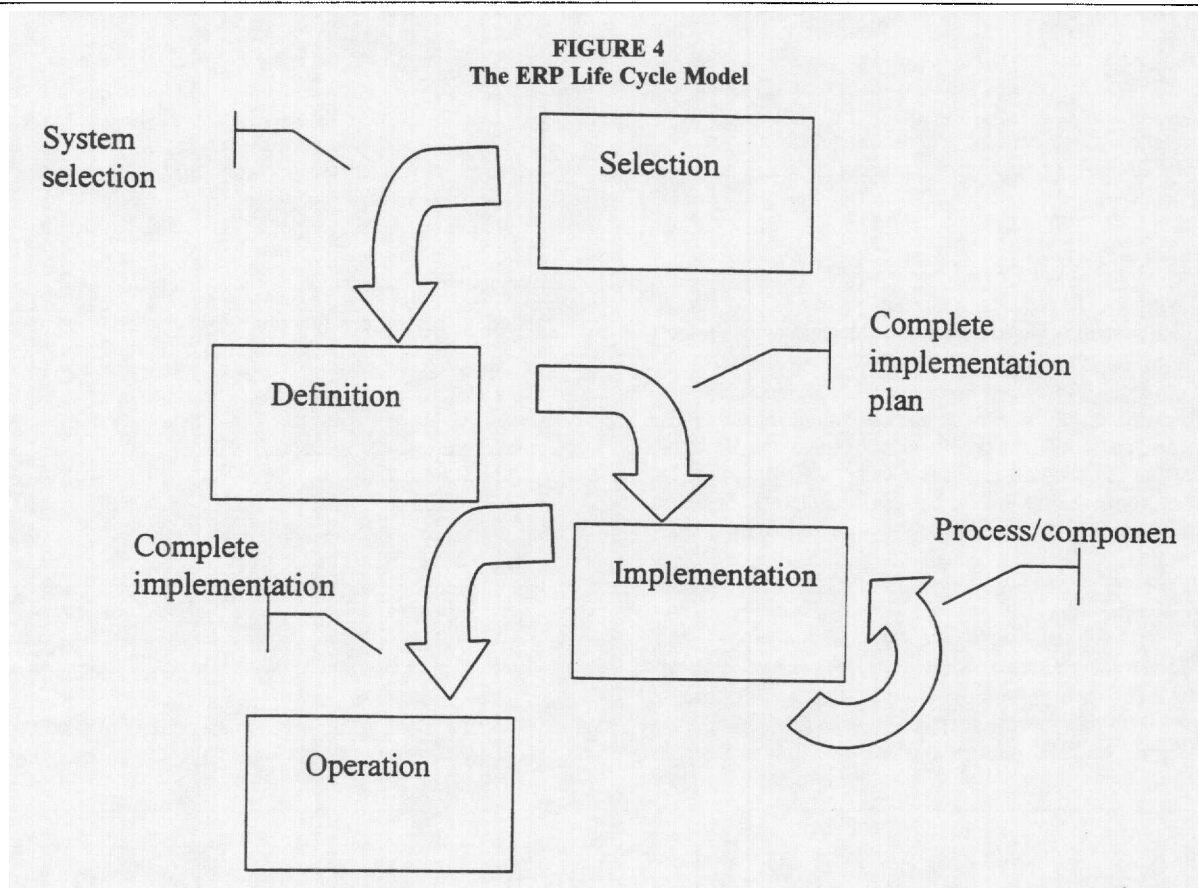 FIGURE 4
The ERP Life Cycle Model
System
selection
Selection
Complete
implementation
plan
Definition
Process/componen
Complete
implementation
Implementation
Operation